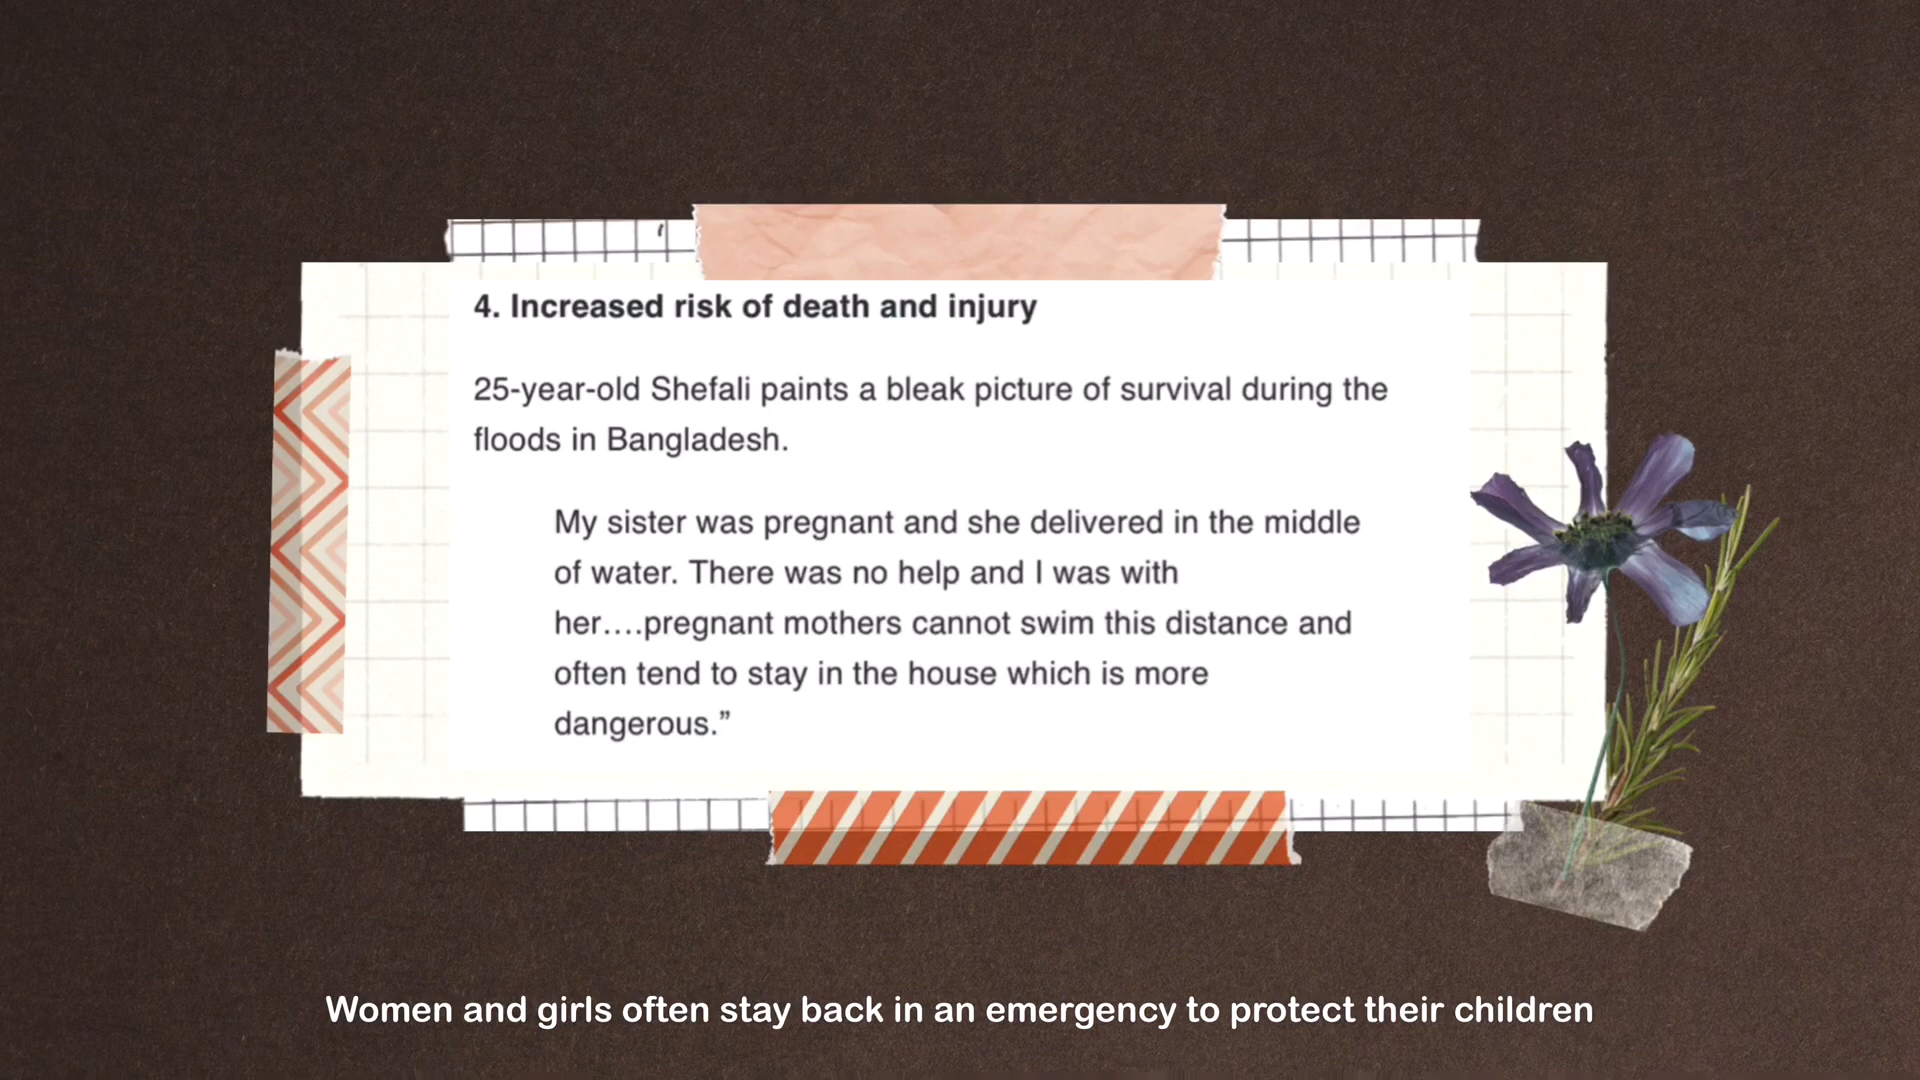 4. Increased risk of death and injury
25-year-old Shefali paints a bleak picture of survival during the
floods in Bangladesh.
My sister was pregnant and she delivered in the middle
of water. There was no help and I was with
her....pregnant mothers cannot swim this distance and
often tend to stay in the house which is more
dangerous.”
Women and girls often stay back in an emergency to protect their children